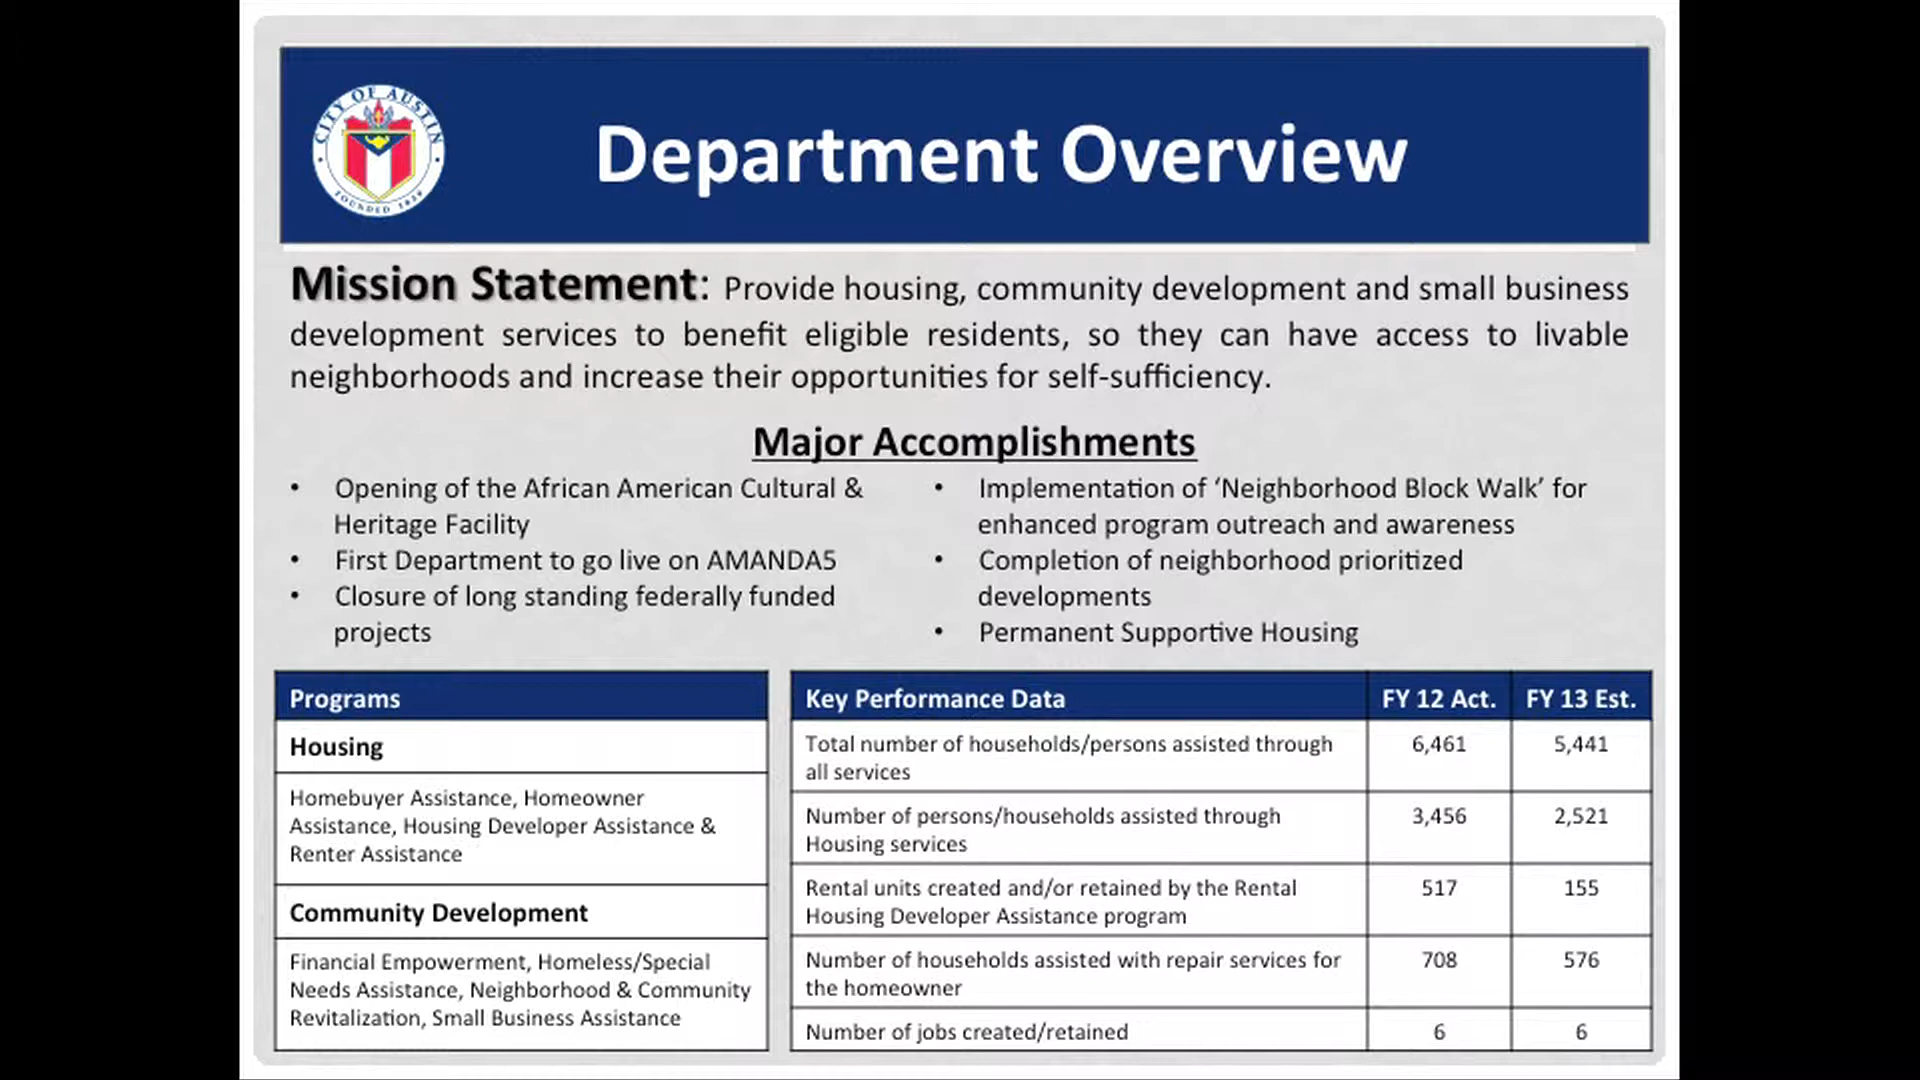 CITY OF AUSTIN
FOUNDED 1839
Department Overview
Mission Statement: Provide housing, community development and small business
development services to benefit eligible residents, so they can have access to livable
neighborhoods and increase their opportunities for self-sufficiency.
Major Accomplishments
• Opening of the African American Cultural &
Heritage Facility
• First Department to go live on AMANDA5
• Closure of long standing federally funded
projects
• Implementation of ‘Neighborhood Block Walk’ for
enhanced program outreach and awareness
• Completion of neighborhood prioritized
developments
• Permanent Supportive Housing
Programs
Housing
Homebuyer Assistance, Homeowner
Assistance, Housing Developer Assistance &
Renter Assistance
Community Development
Financial Empowerment, Homeless/Special
Needs Assistance, Neighborhood & Community
Revitalization, Small Business Assistance
Key Performance Data FY 12 Act. FY 13 Est.
Total number of households/persons assisted through 6,461 5,441
all services
Number of persons/households assisted through 3,456 2,521
Housing services
Rental units created and/or retained by the Rental 517 155
Housing Developer Assistance program
Number of households assisted with repair services for 708 576
the homeowner
Number of jobs created/retained 6 6